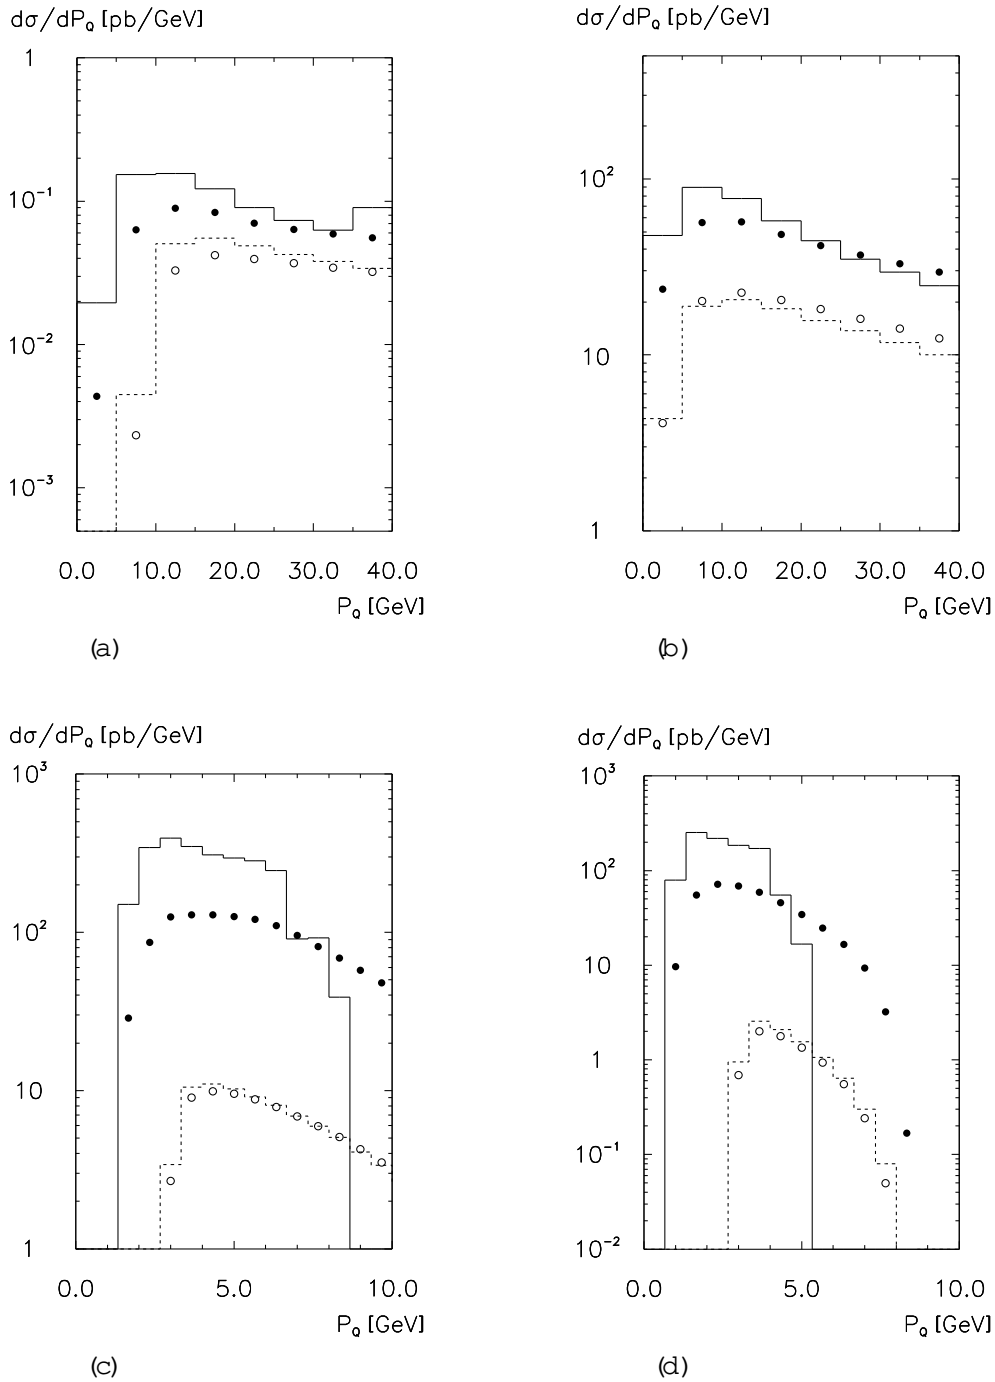 dσ/dP_Q [pb/GeV]
1
10^-1
10^-2
10^-3
0.0 10.0 20.0 30.0 40.0
P_Q [GeV]
(a)
dσ/dP_Q [pb/GeV]
10^2
10
1
0.0 10.0 20.0 30.0 40.0
P_Q [GeV]
(b)
dσ/dP_Q [pb/GeV]
10^3
10^2
10
1
0.0 5.0 10.0
P_Q [GeV]
(c)
dσ/dP_Q [pb/GeV]
10^3
10^2
10
1
10^-1
10^-2
0.0 5.0 10.0
P_Q [GeV]
(d)